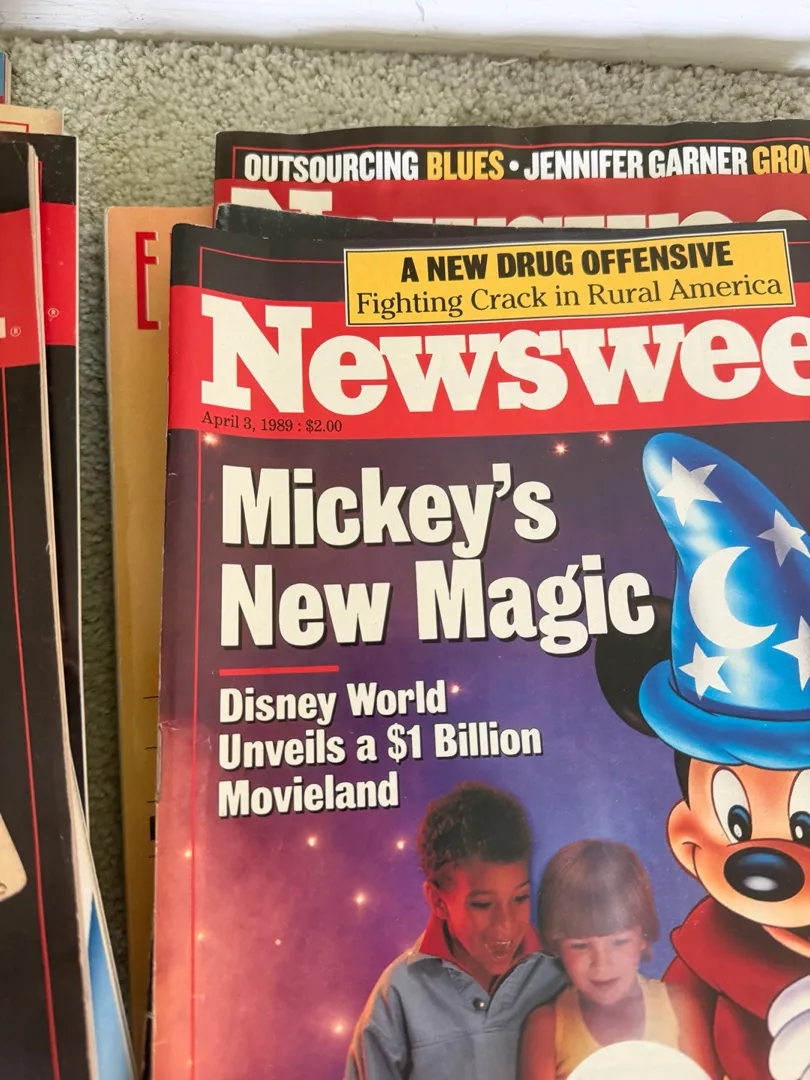 OUTSOURCING BLUES • JENNIFER GARNER
E
A NEW DRUG OFFENSIVE
Fighting Crack in Rural America
Newswee
April 3, 1989 : $2.00
Mickey's
New Magic
Disney World
Unveils a $1 Billion
Movieland
®
®